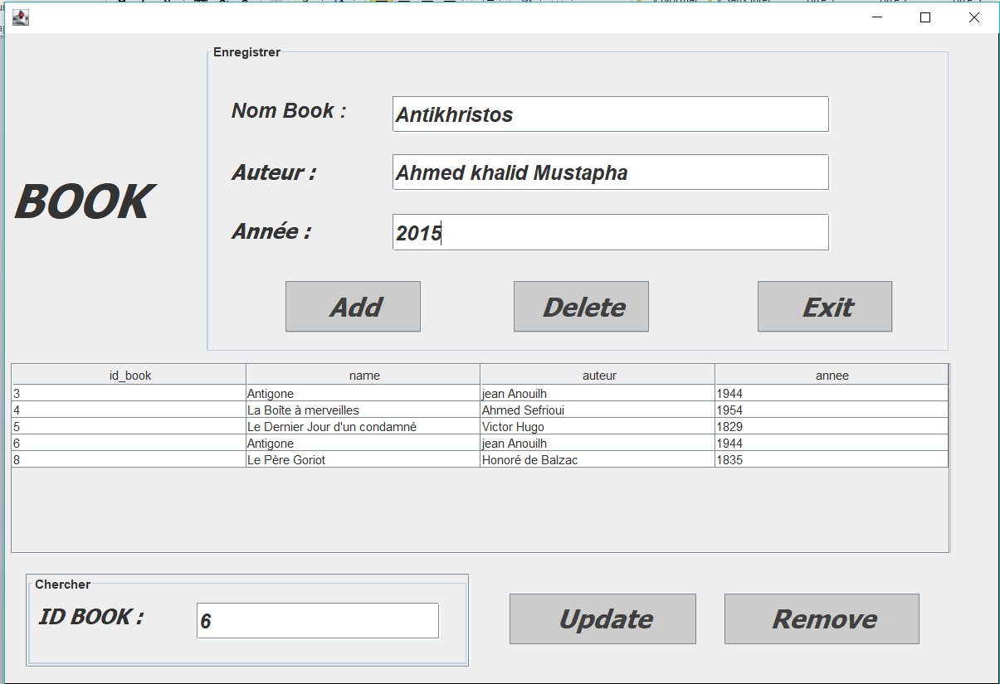 Enregistrer
Nom Book : Antikhristos
Auteur : Ahmed khalid Mustapha
BOOK
Année : 2015
Add Delete Exit
id_book name auteur annee
3 Antigone jean Anouilh 1944
4 La Boîte à merveilles Ahmed Sefrioui 1954
5 Le Dernier Jour d'un condamné Victor Hugo 1829
6 Antigone jean Anouilh 1944
8 Le Père Goriot Honoré de Balzac 1835
Chercher
ID BOOK : 6
Update Remove